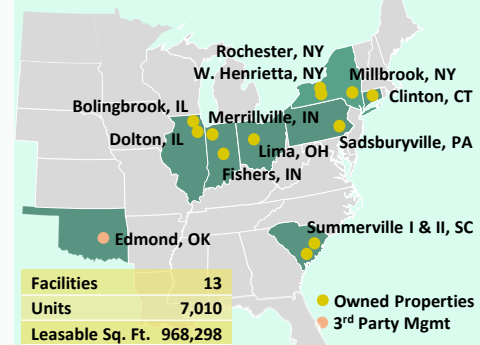 Rochester, NY
W. Henrietta, NY
Millbrook, NY
Clinton, CT
Bolingbrook, IL
Merrillville, IN
Dolton, IL
Lima, OH
Sadsburyville, PA
Fishers, IN
Edmond, OK
Summerville I & II, SC
Facilities 13
Units 7,010
Leasable Sq. Ft. 968,298
Owned Properties
3rd Party Mgmt